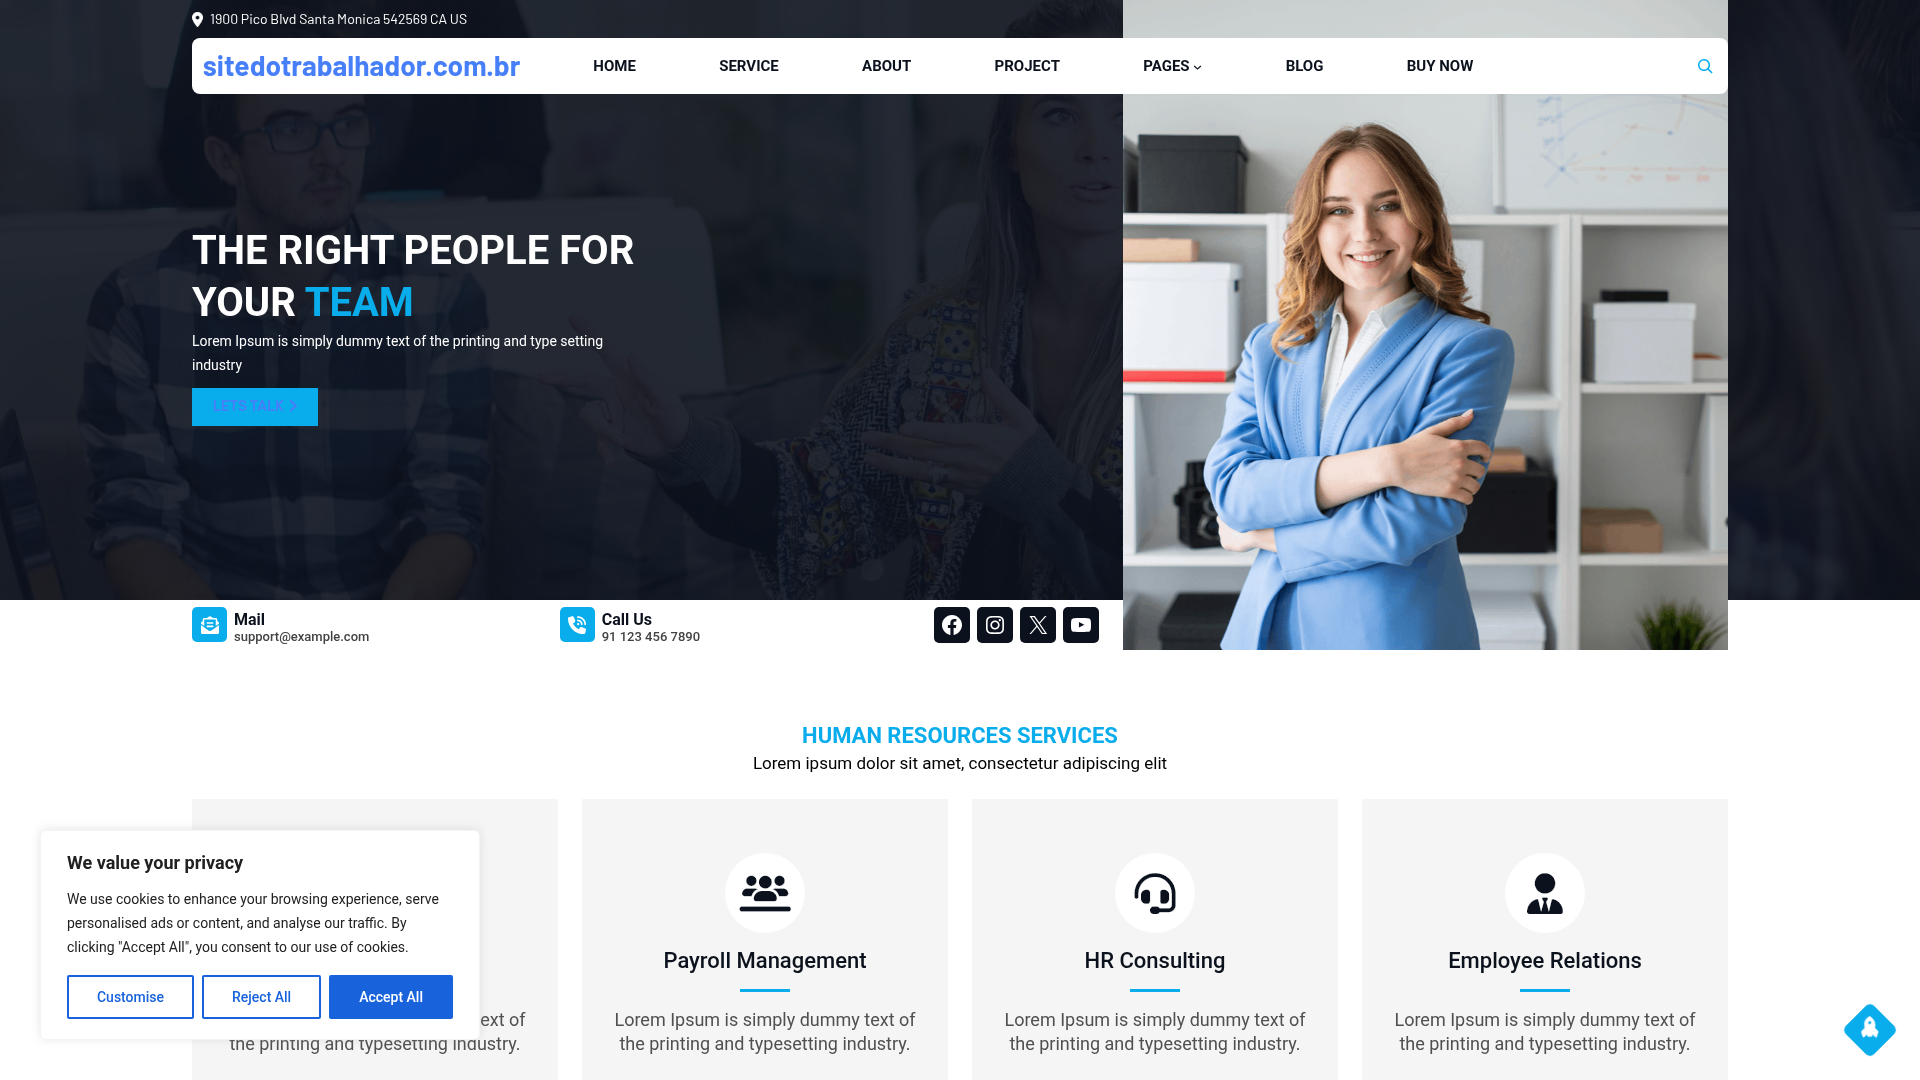 1900 Pico Blvd Santa Monica 542569 CA US
sitedotrabalhador.com.br
HOME
SERVICE
ABOUT
PROJECT
PAGES
BLOG
BUY NOW
THE RIGHT PEOPLE FOR
YOUR TEAM
Lorem Ipsum is simply dummy text of the printing and type setting
industry
LETS TALK
Mail
support@example.com
Call Us
91 123 456 7890
HUMAN RESOURCES SERVICES
Lorem ipsum dolor sit amet, consectetur adipiscing elit
We value your privacy
We use cookies to enhance your browsing experience, serve
personalised ads or content, and analyse our traffic. By
clicking "Accept All", you consent to our use of cookies.
Customise
Reject All
Accept All
ext of
the printing and typesetting industry.
Payroll Management
Lorem Ipsum is simply dummy text of
the printing and typesetting industry.
HR Consulting
Lorem Ipsum is simply dummy text of
the printing and typesetting industry.
Employee Relations
Lorem Ipsum is simply dummy text of
the printing and typesetting industry.